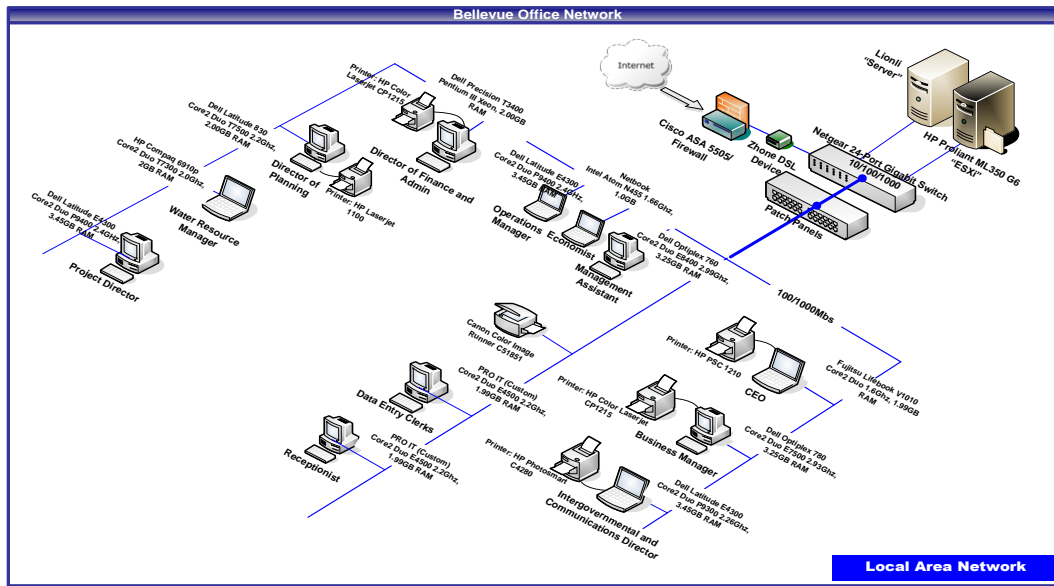 Bellevue Office Network
Internet
Lionli
"Server"
HP Preliant ML350 G6
"ESXi"
Cisco ASA 5505/
Firewall
Zhone DSL
Device
Netgear 24-Port Gigabit Switch
10/100/1000
Patch Panels
100/1000Mbs
Printer: HP Color
Laserjet CP1215
Dell Precision T3400
Pentium III Xeon, 2.00GB
RAM
Director of Finance and
Admin
Dell Latitude 830
Core2 Duo T7500 2.2Ghz,
2.00GB RAM
Director of
Planning
Printer: HP Laserjet
1100
HP Compaq 6910p
Core2 Duo T7300 2.0Ghz,
2GB RAM
Water Resource
Manager
Dell Latitude E4300
Core2 Duo P9400 2.4GHz,
3.45GB RAM
Project Director
Dell Latitude E4300
Core2 Duo P9400 2.4GHz,
3.45GB RAM
Operations
Manager
Netbook
Intel Atom N455 1.66Ghz,
1.0GB
Economist
Dell Optiplex 760
Core2 Duo E8400 2.99Ghz,
3.25GB RAM
Management
Assistant
Canon Color Image
Runner C51851
PRO IT (Custom)
Core2 Duo E4500 2.2Ghz,
1.99GB RAM
Data Entry Clerks
PRO IT (Custom)
Core2 Duo E4500 2.2Ghz,
1.99GB RAM
Receptionist
Printer: HP PSC 1210
CEO
Fujitsu Lifebook V1010
Core2 Duo 1.6Ghz, 1.99GB
RAM
Printer: HP Color Laserjet
CP1215
Business Manager
Dell Optiplex 780
Core2 Duo E7500 2.93Ghz,
3.25GB RAM
Printer: HP Photosmart
C4280
Intergovernmental and
Communications Director
Dell Latitude E4300
Core2 Duo P9300 2.26Ghz,
3.45GB RAM
Local Area Network